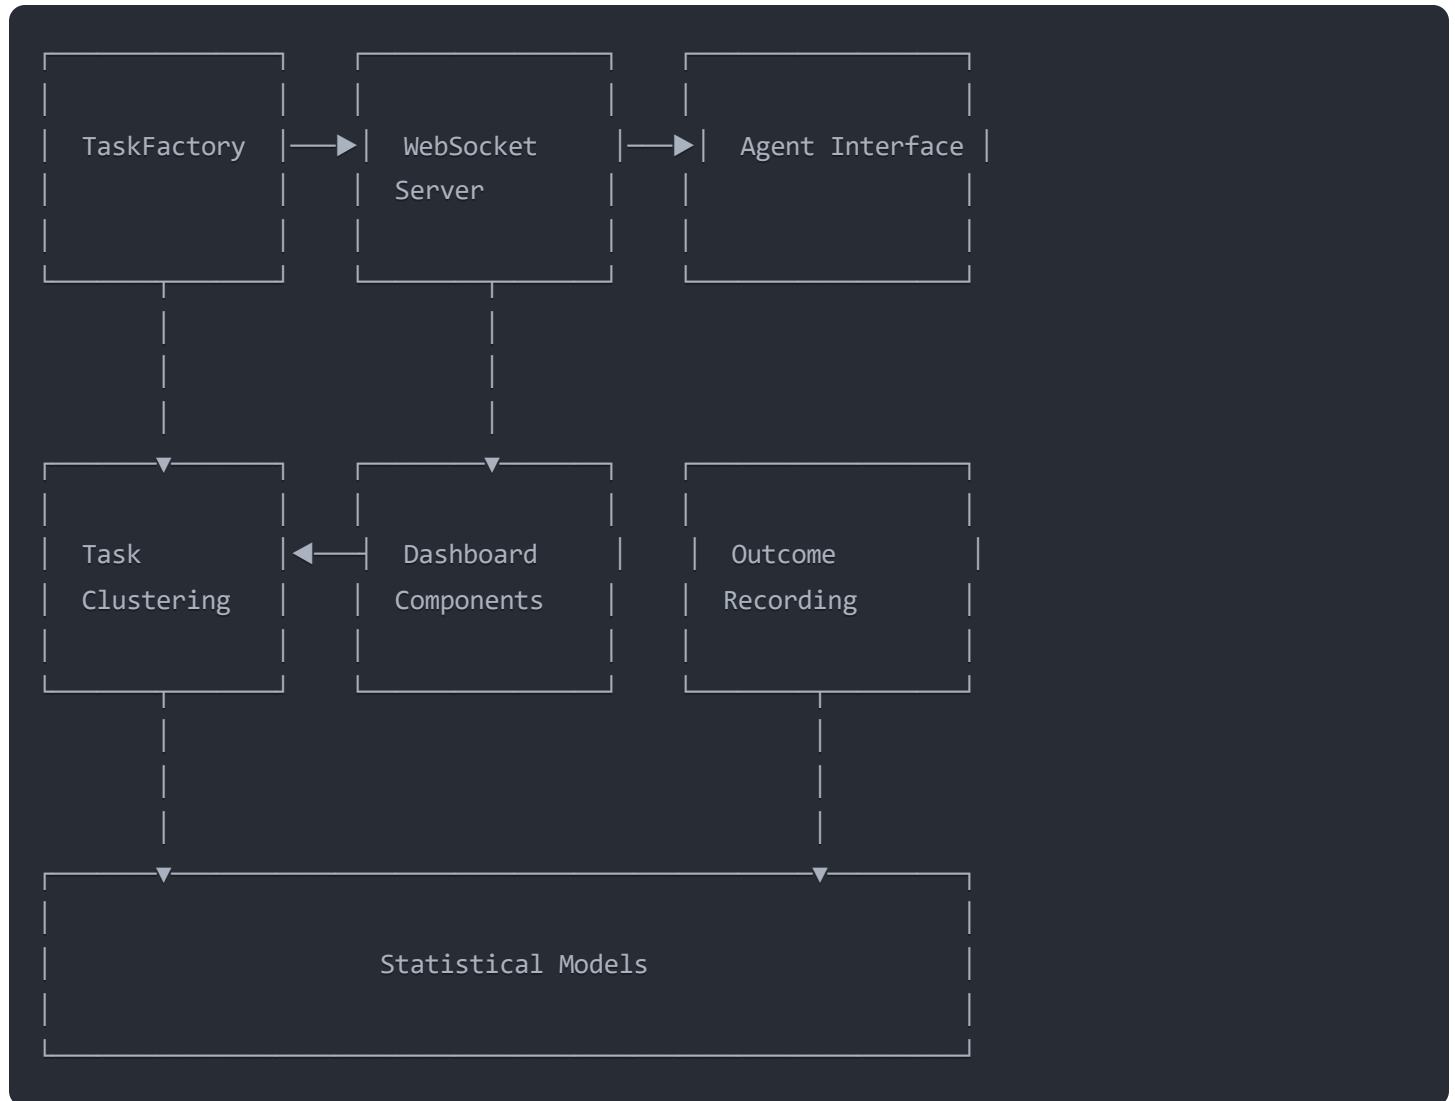 TaskFactory
WebSocket
Server
Agent Interface
Task
Clustering
Dashboard
Components
Outcome
Recording
Statistical Models